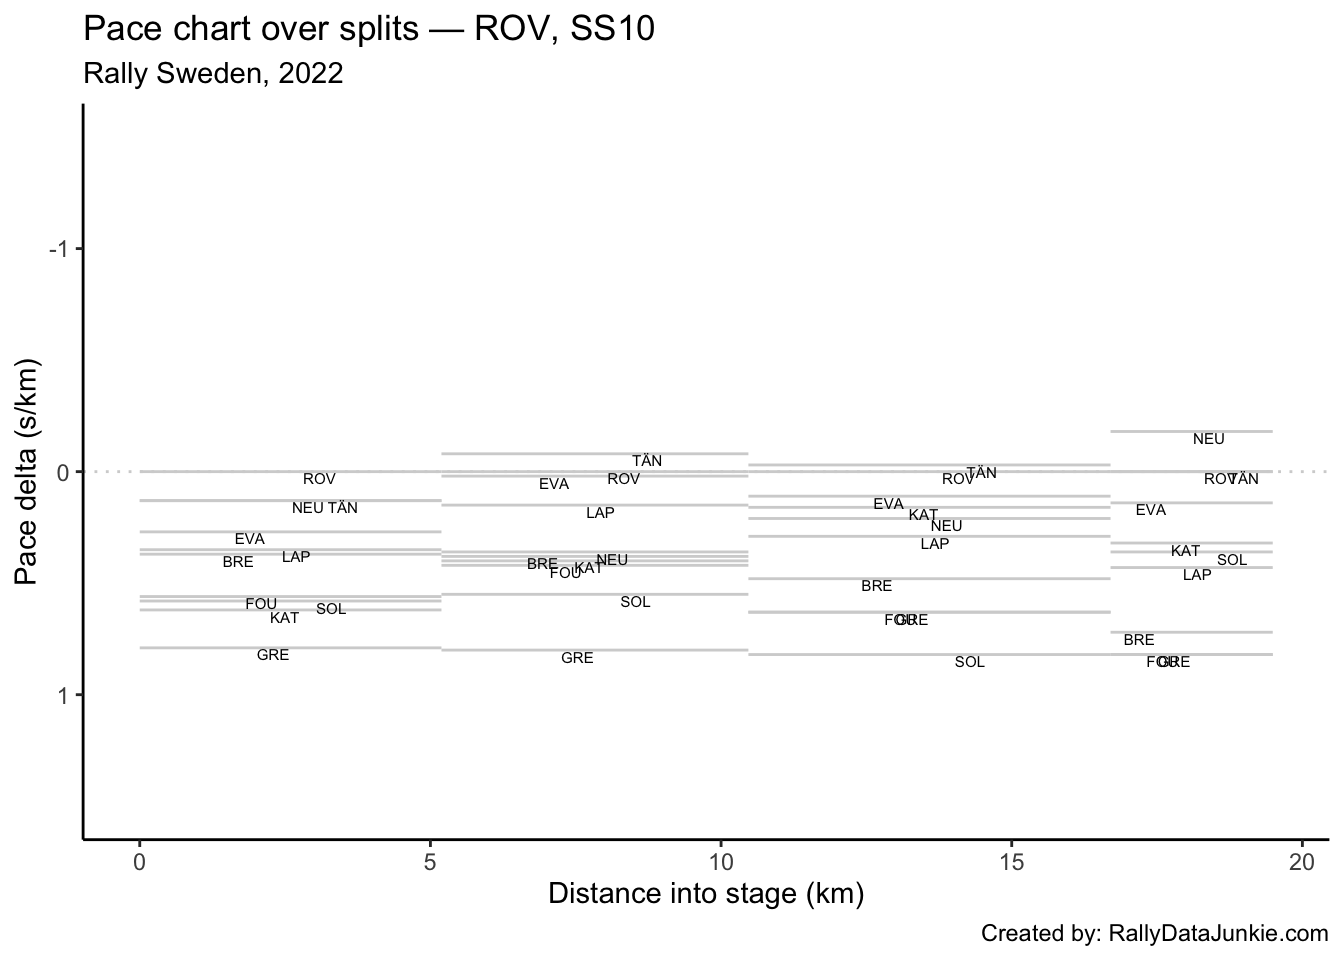 Pace chart over splits — ROV, SS10
Rally Sweden, 2022
Pace delta (s/km)
-1
0
1
NEU
TÄN
ROV
EVA
ROV
ROV
TÄN
ROV
TÄN
NEU TÄN
LAP
EVA
KAT
NEU
EVA
EVA
LAP
BRE
BRE
NEU
KAT
FOU
LAP
KAT
SOL
LAP
FOU
SOL
KAT
SOL
BRE
FOU
GRE
BRE
GRE
GRE
SOL
FOU
GRE
0
5
10
15
20
Distance into stage (km)
Created by: RallyDataJunkie.com